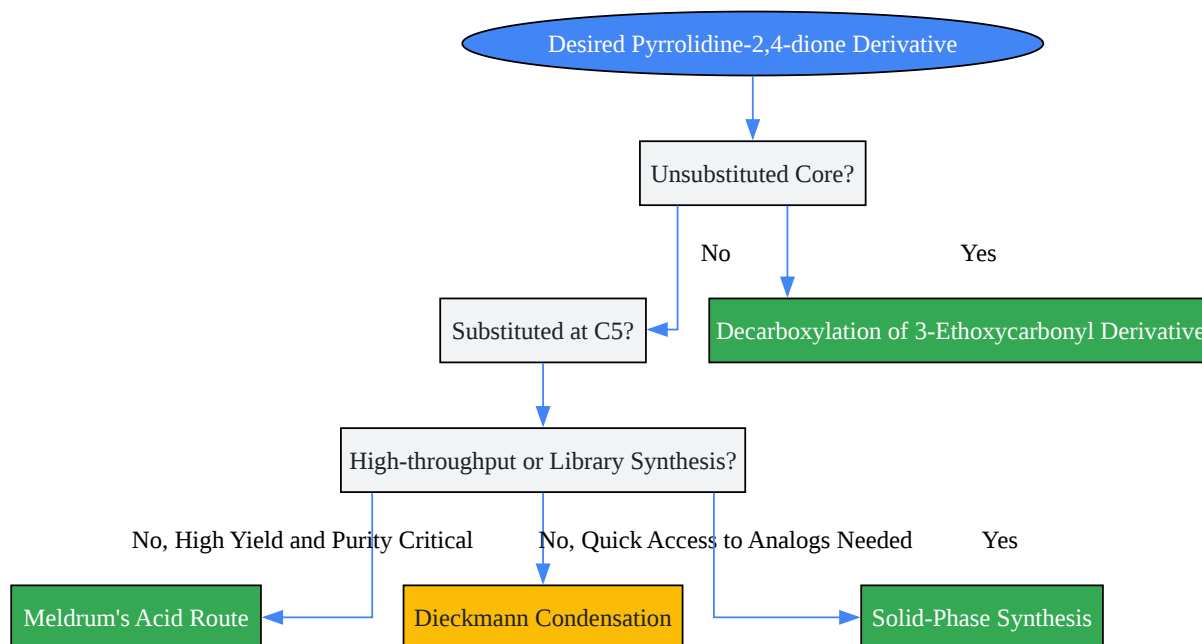 Desired Pyrrolidine-2,4-dione Derivative
Unsubstituted Core?
No
Yes
Substituted at C5?
Decarboxylation of 3-Ethoxycarbonyl Derivative
High-throughput or Library Synthesis?
No, High Yield and Purity Critical
No, Quick Access to Analogs Needed
Yes
Meldrum's Acid Route
Dieckmann Condensation
Solid-Phase Synthesis